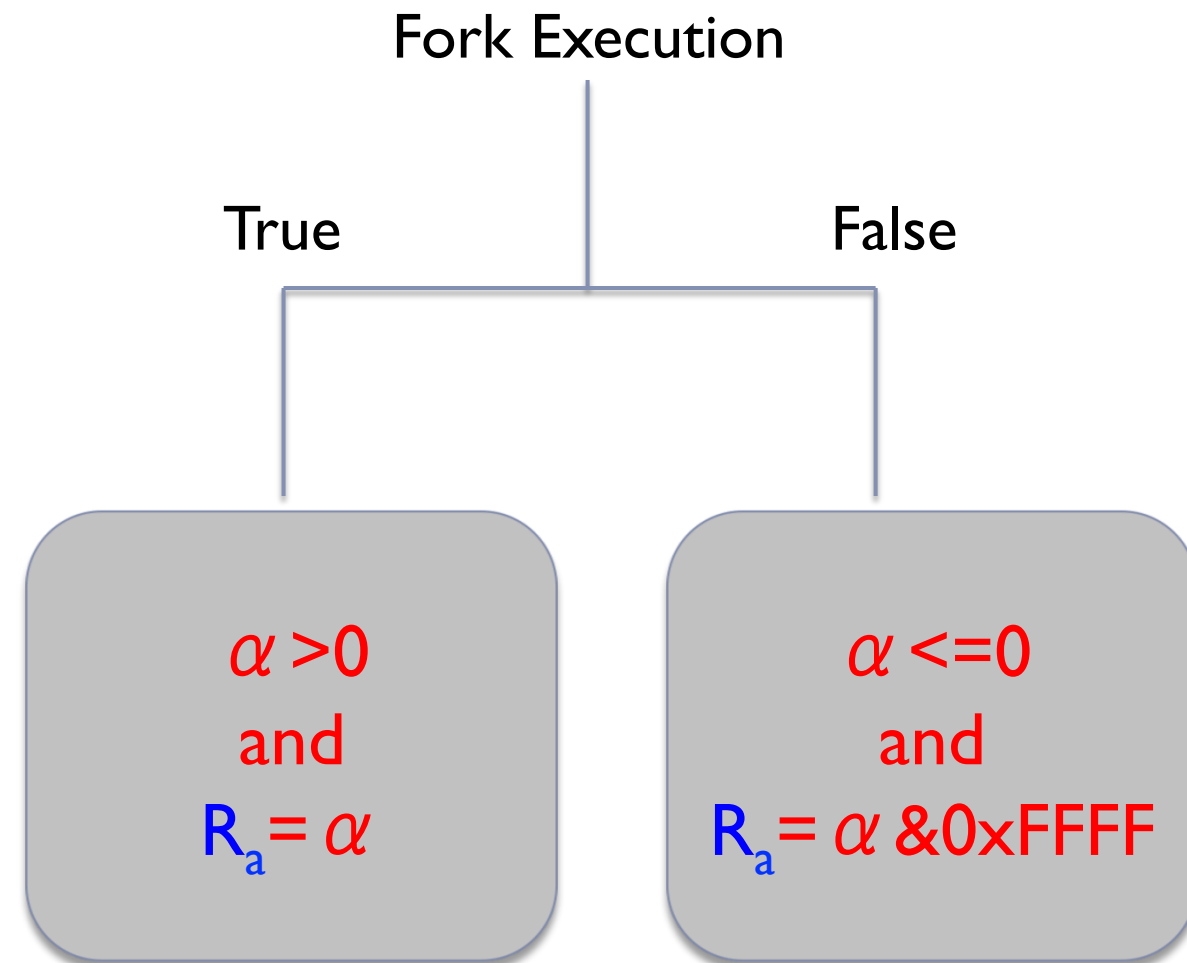 Fork Execution
True
False
α >0
and
Rₐ= α
α <=0
and
Rₐ= α &0xFFFF